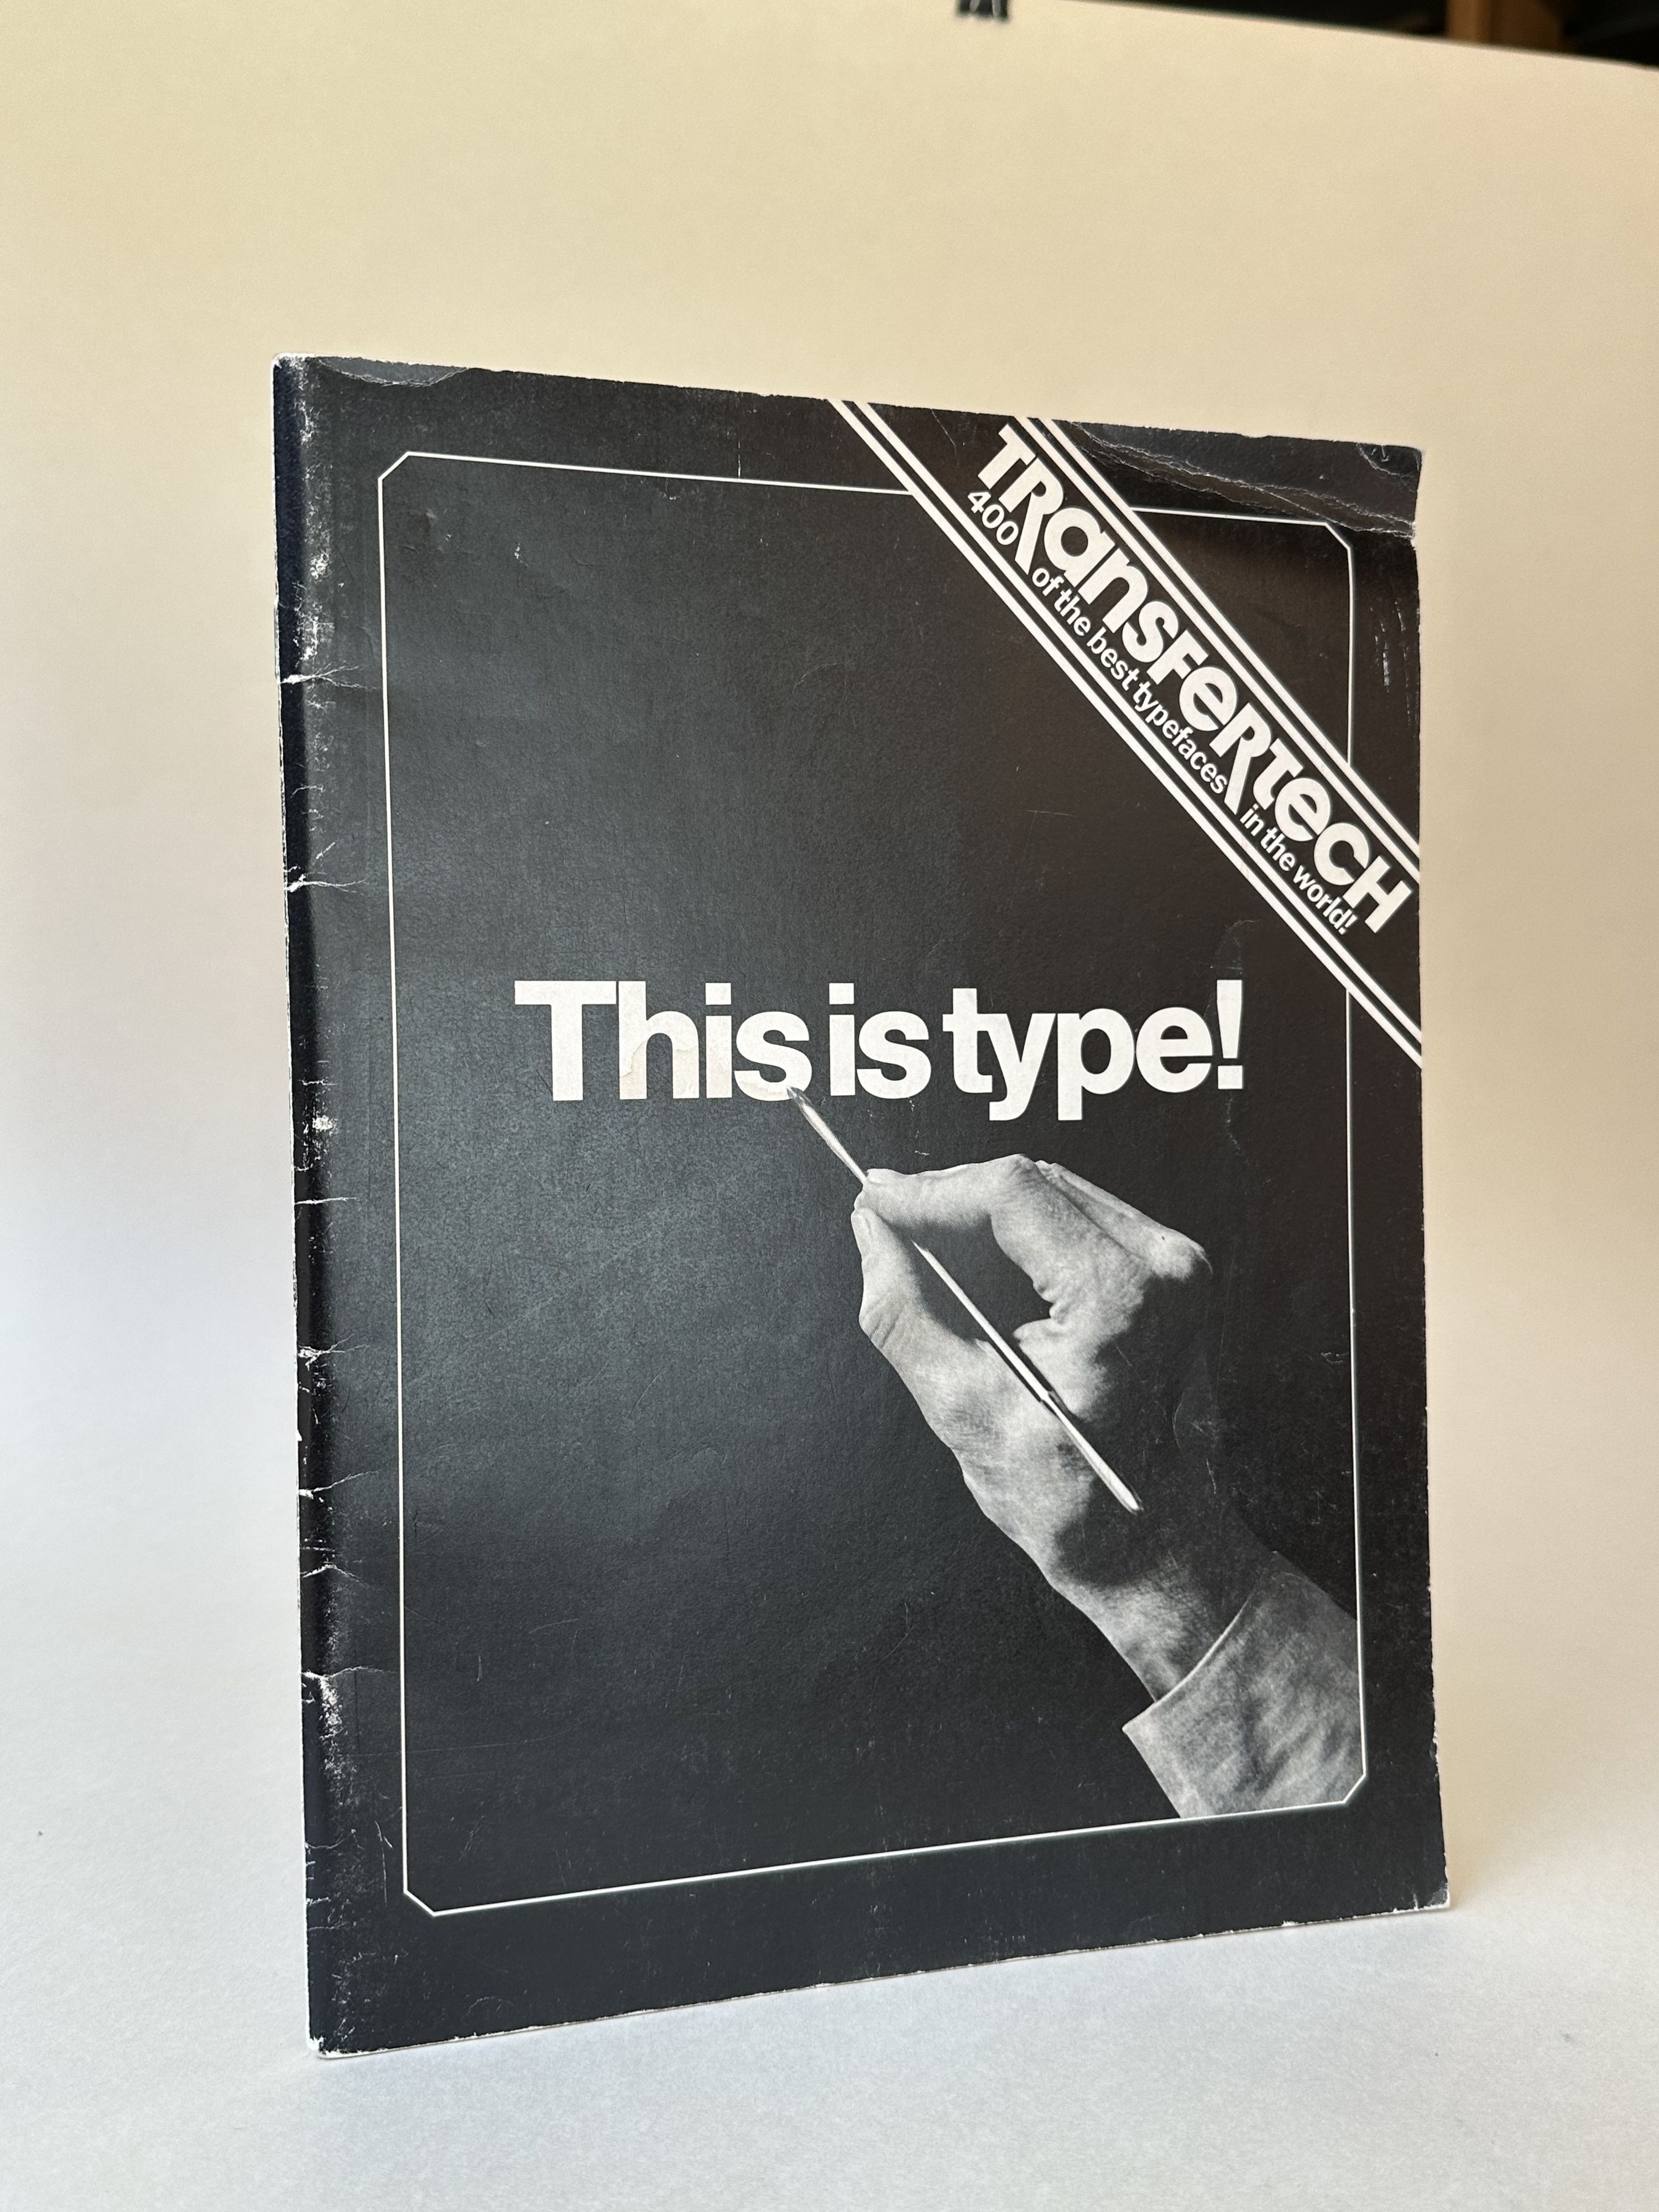 TRansFeRTecH
400 of the best typefaces in the world!
This is type!